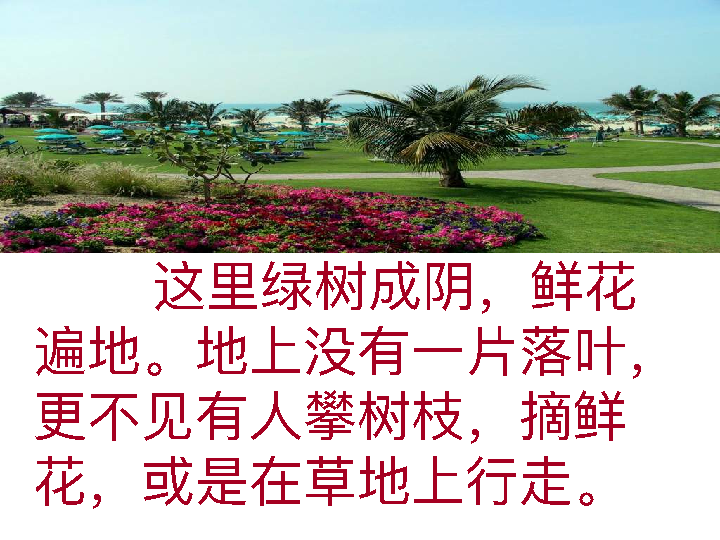 这里绿树成阴，鲜花
遍地。地上没有一片落叶，
更不见有人攀树枝，摘鲜
花，或是在草地上行走。